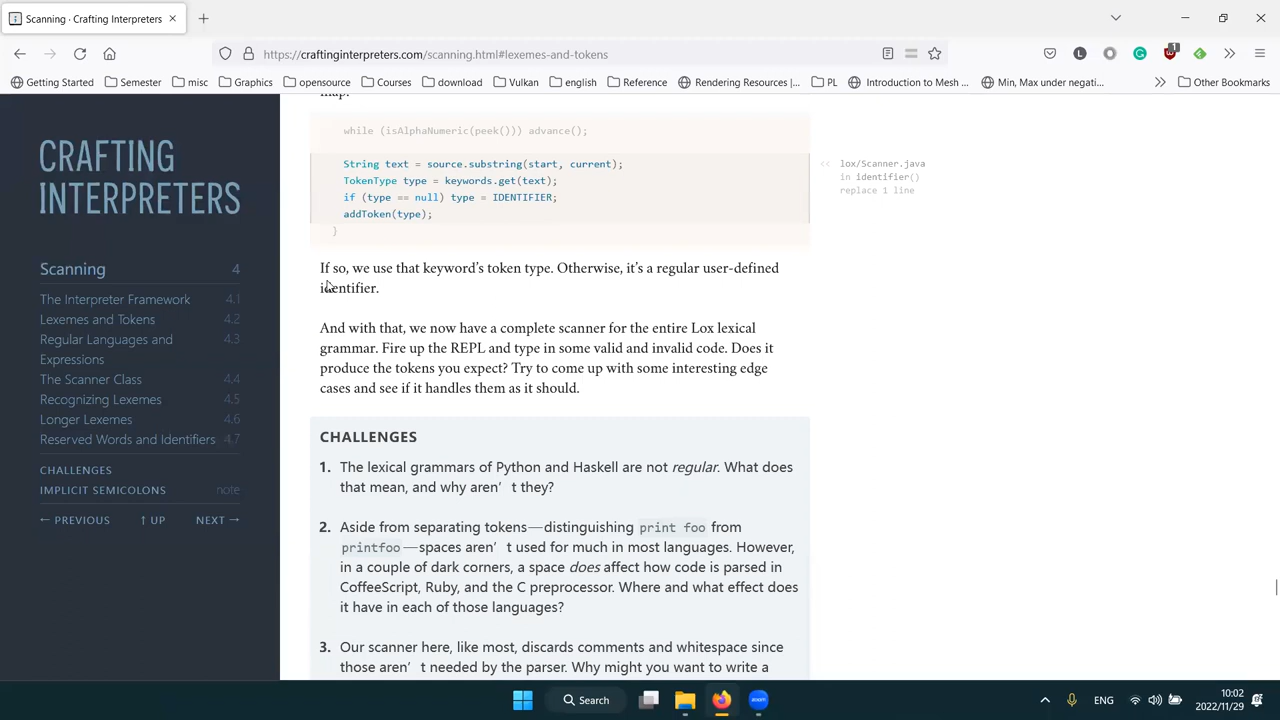 Scanning · Crafting Interpreters
https://craftinginterpreters.com/scanning.html#lexemes-and-tokens
1
Getting Started
Semester
misc
Graphics
opensource
Courses
download
Vulkan
english
Reference
Rendering Resources |...
PL
Introduction to Mesh ...
Min, Max under negati...
Other Bookmarks
CRAFTING
INTERPRETERS
Scanning 4
The Interpreter Framework 4.1
Lexemes and Tokens 4.2
Regular Languages and 4.3
Expressions
The Scanner Class 4.4
Recognizing Lexemes 4.5
Longer Lexemes 4.6
Reserved Words and Identifiers 4.7
CHALLENGES
IMPLICIT SEMICOLONS note
← PREVIOUS ↑ UP NEXT →
map.
while (isAlphaNumeric(peek())) advance();
String text = source.substring(start, current);
TokenType type = keywords.get(text);
if (type == null) type = IDENTIFIER;
addToken(type);
}
<< lox/Scanner.java
in identifier()
replace 1 line
If so, we use that keyword’s token type. Otherwise, it’s a regular user-defined
identifier.
And with that, we now have a complete scanner for the entire Lox lexical
grammar. Fire up the REPL and type in some valid and invalid code. Does it
produce the tokens you expect? Try to come up with some interesting edge
cases and see if it handles them as it should.
CHALLENGES
1. The lexical grammars of Python and Haskell are not regular. What does
that mean, and why aren’t they?
2. Aside from separating tokens—distinguishing print foo from
printfoo—spaces aren’t used for much in most languages. However,
in a couple of dark corners, a space does affect how code is parsed in
CoffeeScript, Ruby, and the C preprocessor. Where and what effect does
it have in each of those languages?
3. Our scanner here, like most, discards comments and whitespace since
those aren’t needed by the parser. Why might you want to write a
Search
ENG
10:02
2022/11/29